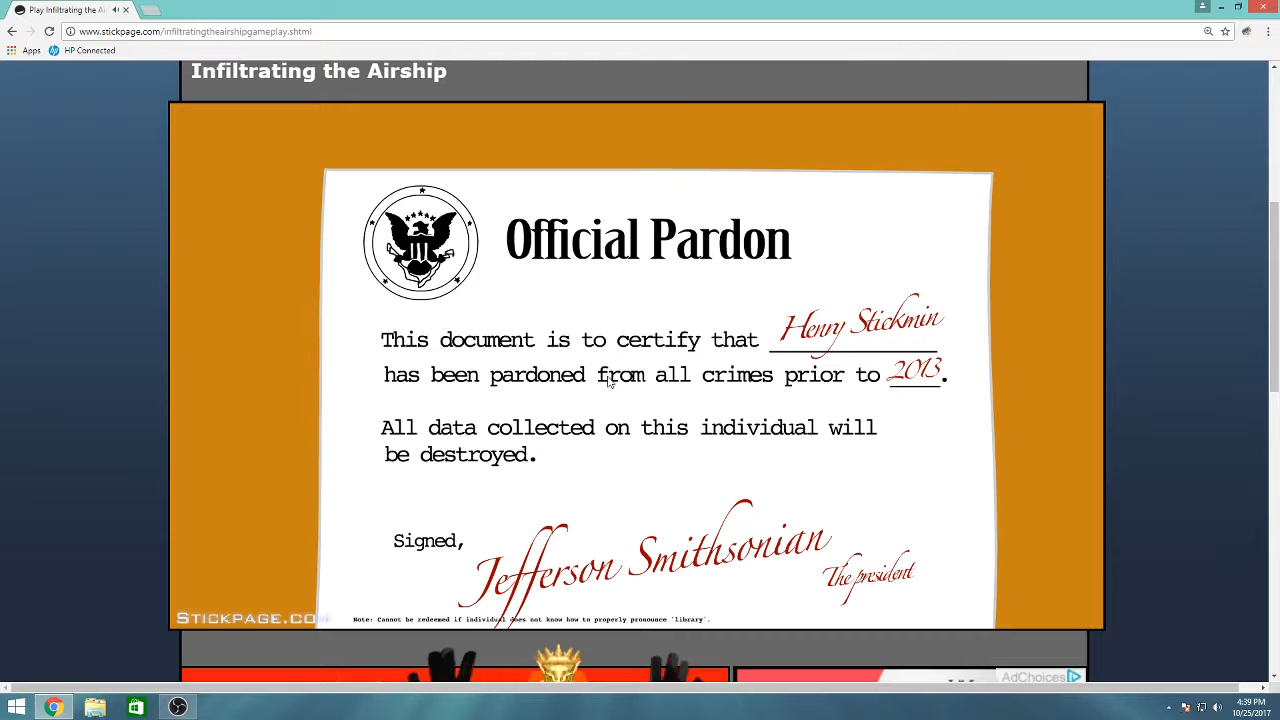 Play Infiltrating the Ai
www.stickpage.com/infiltratingtheairshipgameplay.shtml
Apps HP Connected
Infiltrating the Airship
Official Pardon
This document is to certify that Henry Stickmin
has been pardoned from all crimes prior to 2013.
All data collected on this individual will
be destroyed.
Signed, Jefferson Smithsonian
The president
STICKPAGE.COM
Note: Cannot be redeemed if individual does not know how to properly pronounce 'library'.
AdChoices
4:39 PM
10/25/2017